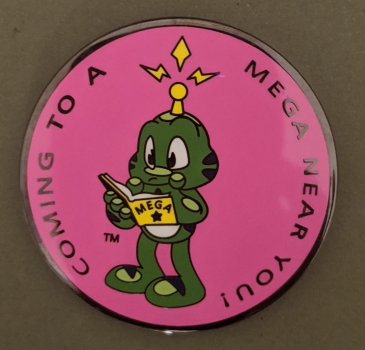 COMING TO A
MEGA NEAR YOU!
MEGA
TM